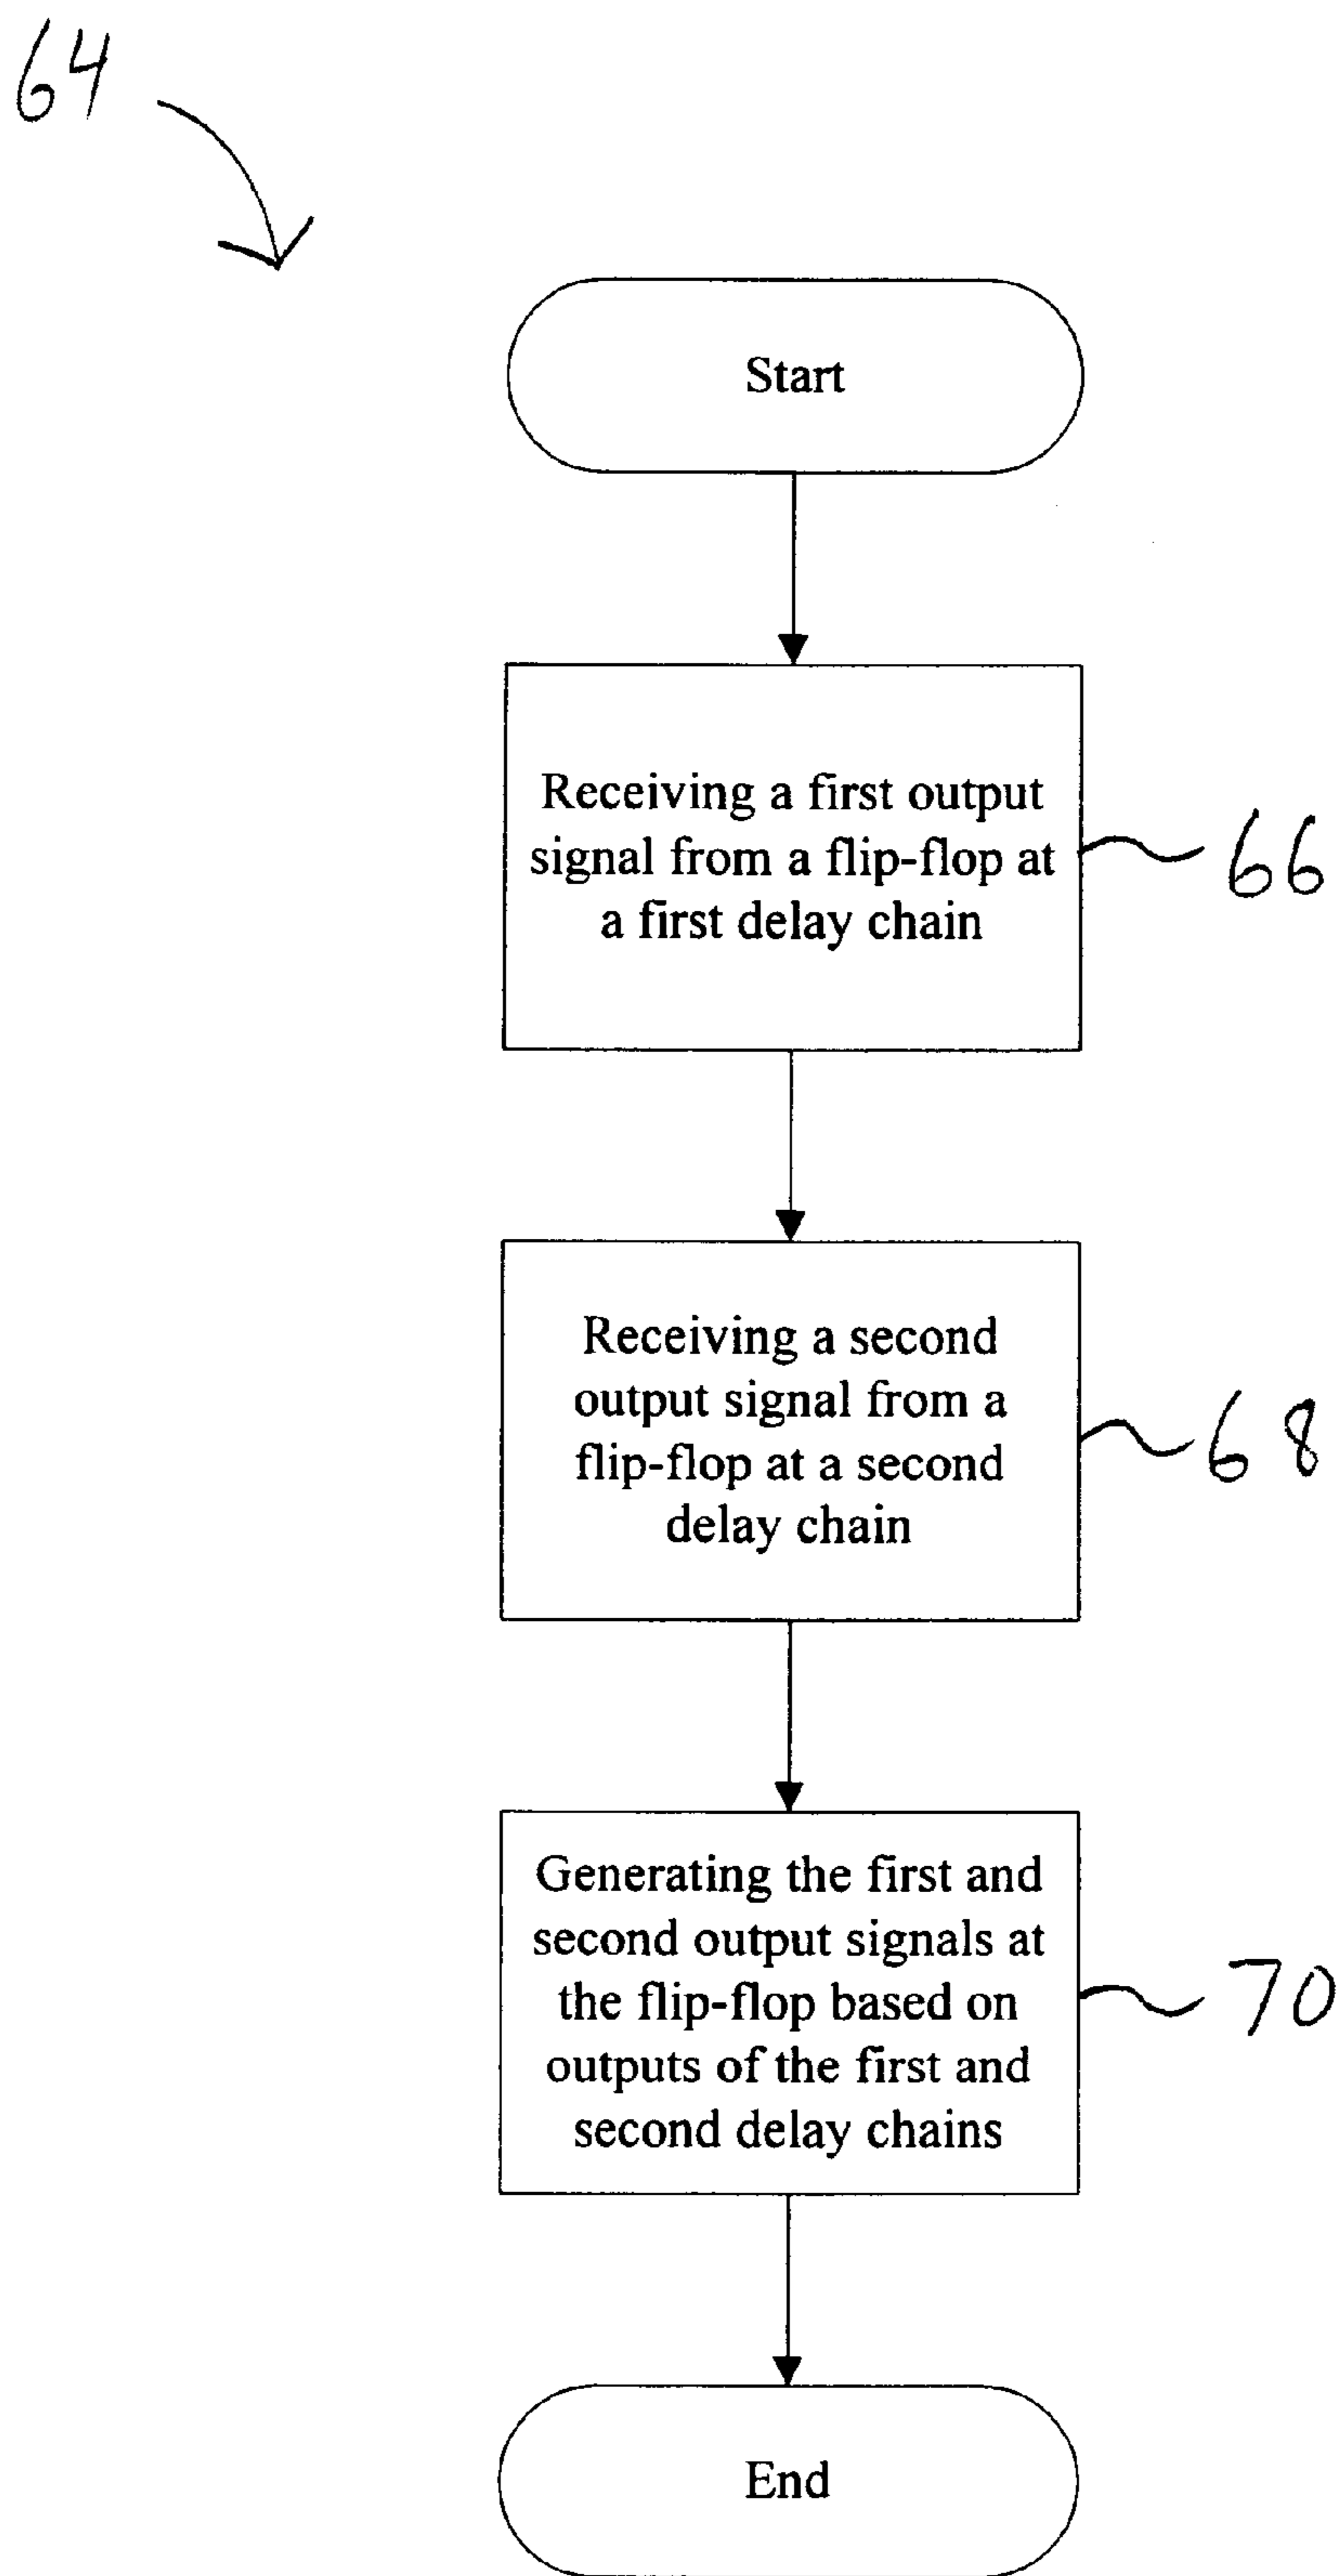 64
Start
Receiving a first output
signal from a flip-flop at
a first delay chain
66
Receiving a second
output signal from a
flip-flop at a second
delay chain
68
Generating the first and
second output signals at
the flip-flop based on
outputs of the first and
second delay chains
70
End